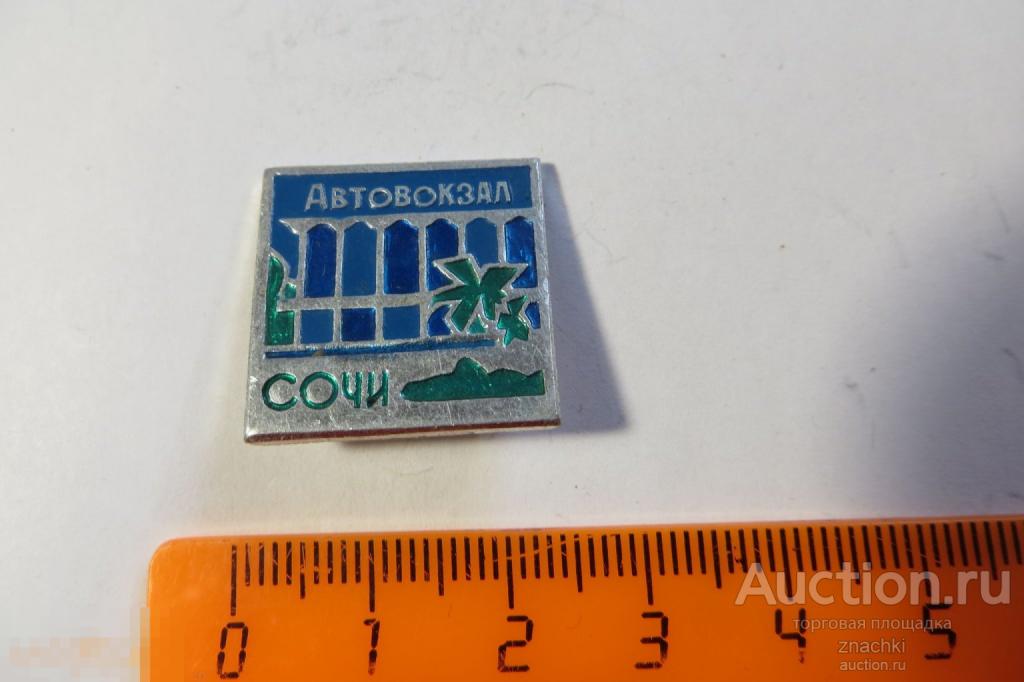 Автовокзал
СОЧИ
0 1 2 3 4 5
Auction.ru
торговая площадка
znachki
auction.ru